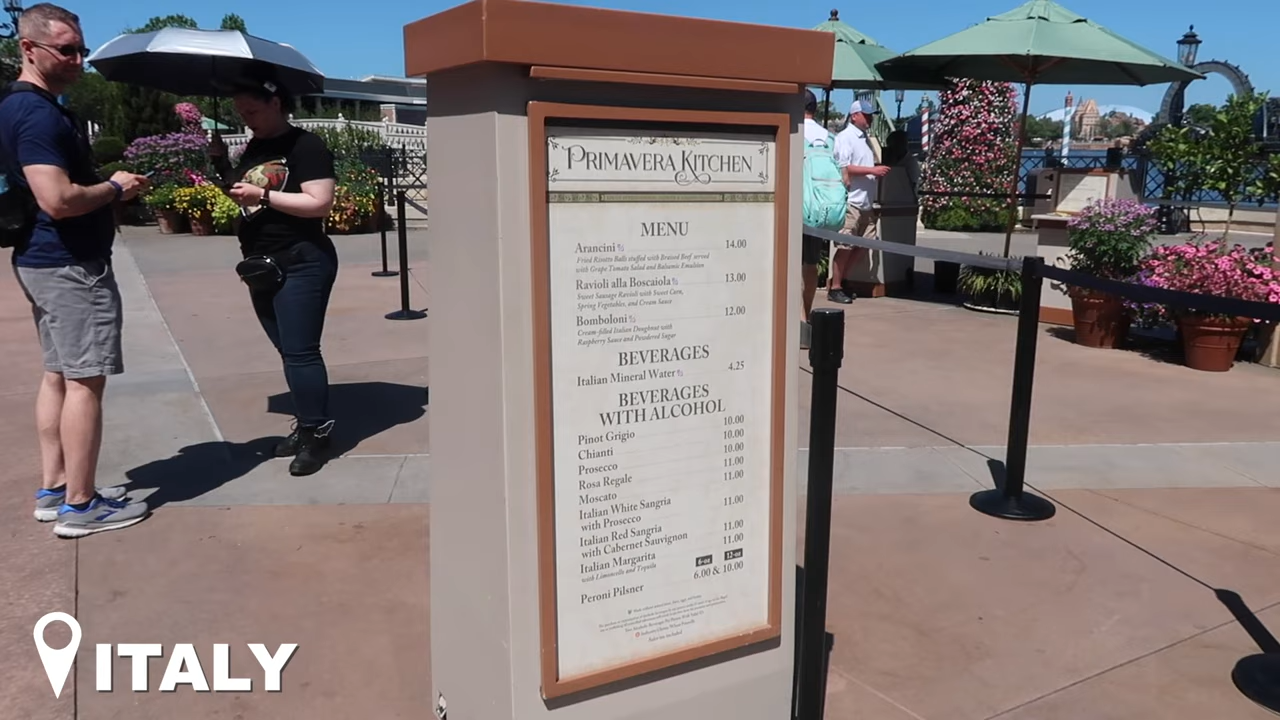 PRIMAVERA KITCHEN
MENU
Arancini 14.00
Fried Risotto Balls stuffed with Braised Beef served
with Grape Tomato Salad and Balsamic Emulsion
Ravioli alla Boscaiola 13.00
Sweet Sausage Ravioli with Sweet Corn,
Spring Vegetables, and Cream Sauce
Bomboloni 12.00
Cream-filled Italian Doughnut with
Raspberry Sauce and Powdered Sugar
BEVERAGES
Italian Mineral Water 4.25
BEVERAGES
WITH ALCOHOL
Pinot Grigio 10.00
Chianti 10.00
Prosecco 10.00
Rosa Regale 11.00
Moscato 11.00
Italian White Sangria 11.00
with Prosecco
Italian Red Sangria 11.00
with Cabernet Sauvignon
Italian Margarita 11.00
with Limoncello and Tequila
6-oz 12-oz
Peroni Pilsner 6.00 & 10.00
ITALY